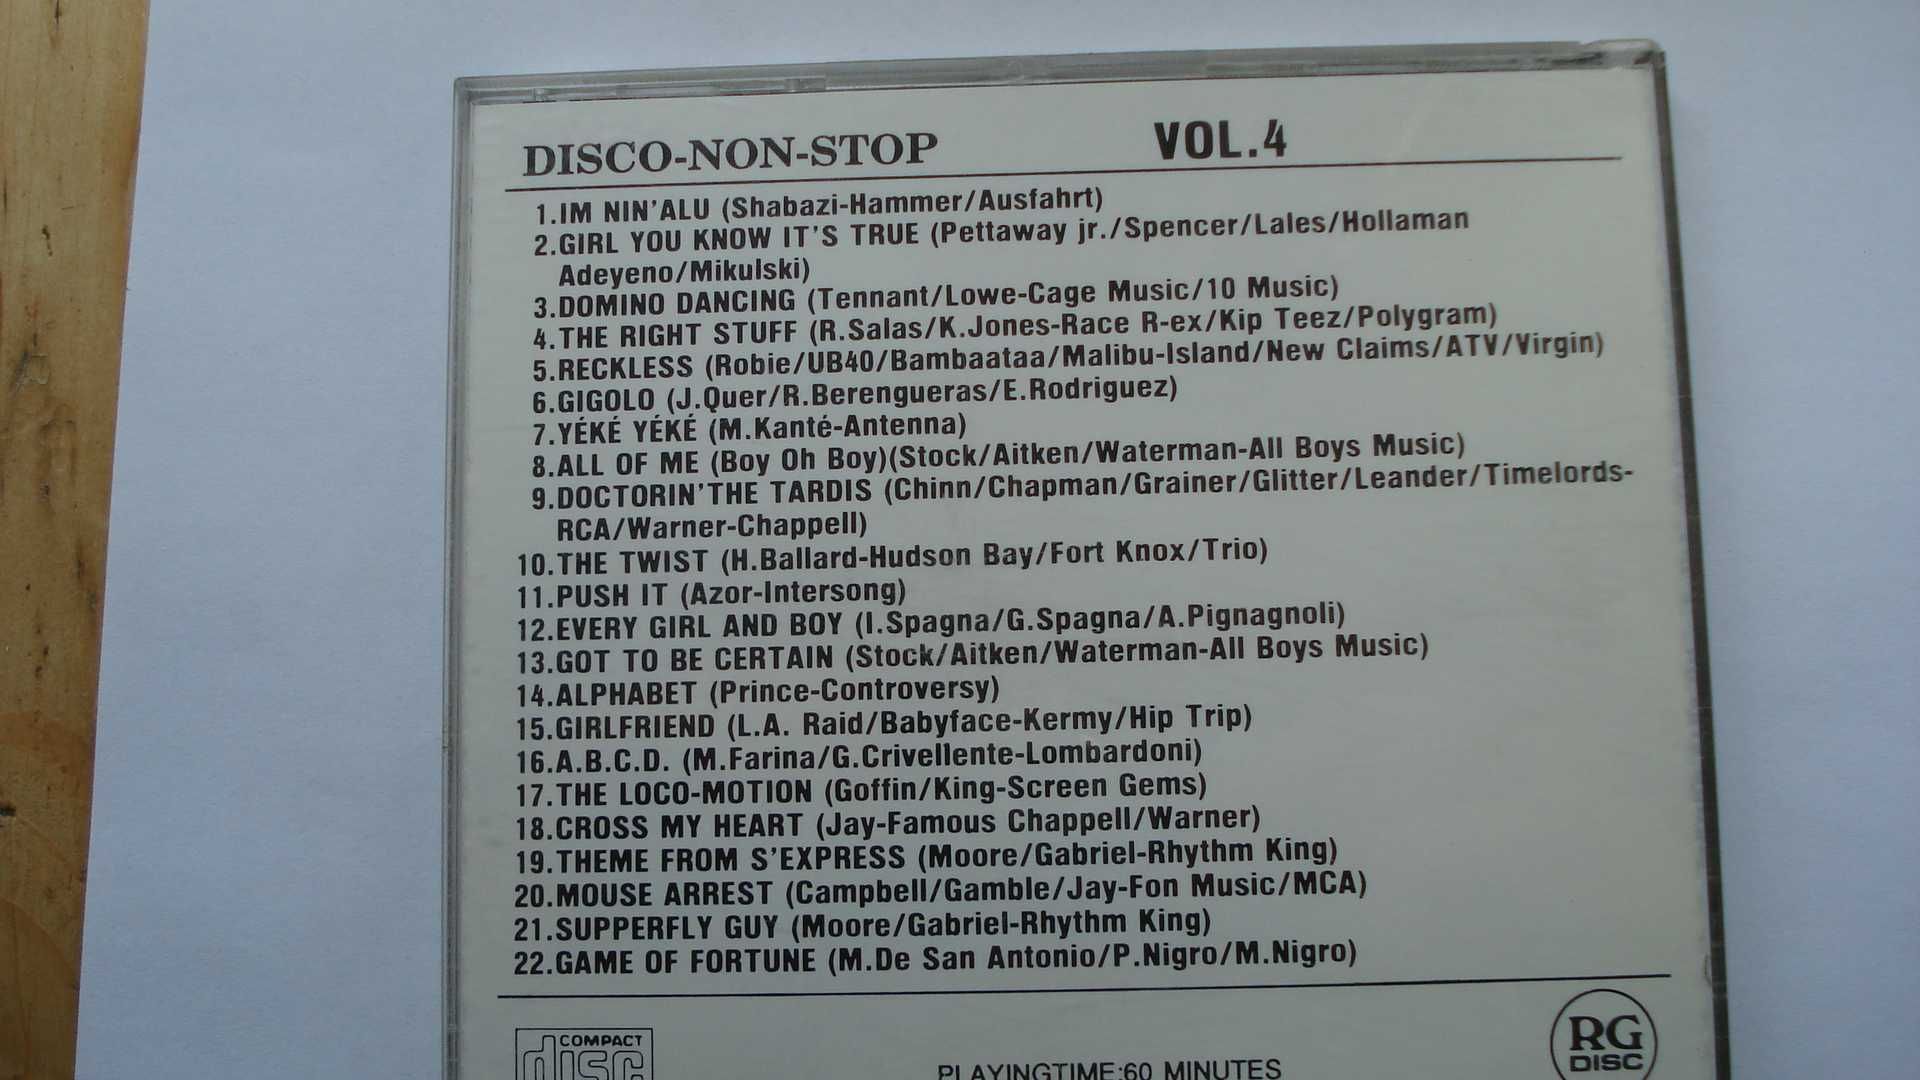 DISCO-NON-STOP VOL.4
1.IM NIN'ALU (Shabazi-Hammer/Ausfahrt)
2.GIRL YOU KNOW IT'S TRUE (Pettaway jr./Spencer/Lales/Hollaman
Adeyeno/Mikulski)
3.DOMINO DANCING (Tennant/Lowe-Cage Music/10 Music)
4.THE RIGHT STUFF (R.Salas/K.Jones-Race R-ex/Kip Teez/Polygram)
5.RECKLESS (Robie/UB40/Bambaataa/Malibu-Island/New Claims/ATV/Virgin)
6.GIGOLO (J.Quer/R.Berengueras/E.Rodriguez)
7.YÉKÉ YÉKÉ (M.Kanté-Antenna)
8.ALL OF ME (Boy Oh Boy)(Stock/Aitken/Waterman-All Boys Music)
9.DOCTORIN'THE TARDIS (Chinn/Chapman/Grainer/Glitter/Leander/Timelords-
RCA/Warner-Chappell)
10.THE TWIST (H.Ballard-Hudson Bay/Fort Knox/Trio)
11.PUSH IT (Azor-Intersong)
12.EVERY GIRL AND BOY (I.Spagna/G.Spagna/A.Pignagnoli)
13.GOT TO BE CERTAIN (Stock/Aitken/Waterman-All Boys Music)
14.ALPHABET (Prince-Controversy)
15.GIRLFRIEND (L.A. Raid/Babyface-Kermy/Hip Trip)
16.A.B.C.D. (M.Farina/G.Crivellente-Lombardoni)
17.THE LOCO-MOTION (Goffin/King-Screen Gems)
18.CROSS MY HEART (Jay-Famous Chappell/Warner)
19.THEME FROM S'EXPRESS (Moore/Gabriel-Rhythm King)
20.MOUSE ARREST (Campbell/Gamble/Jay-Fon Music/MCA)
21.SUPPERFLY GUY (Moore/Gabriel-Rhythm King)
22.GAME OF FORTUNE (M.De San Antonio/P.Nigro/M.Nigro)
COMPACT
disc
PLAYINGTIME:60 MINUTES
RG
DISC